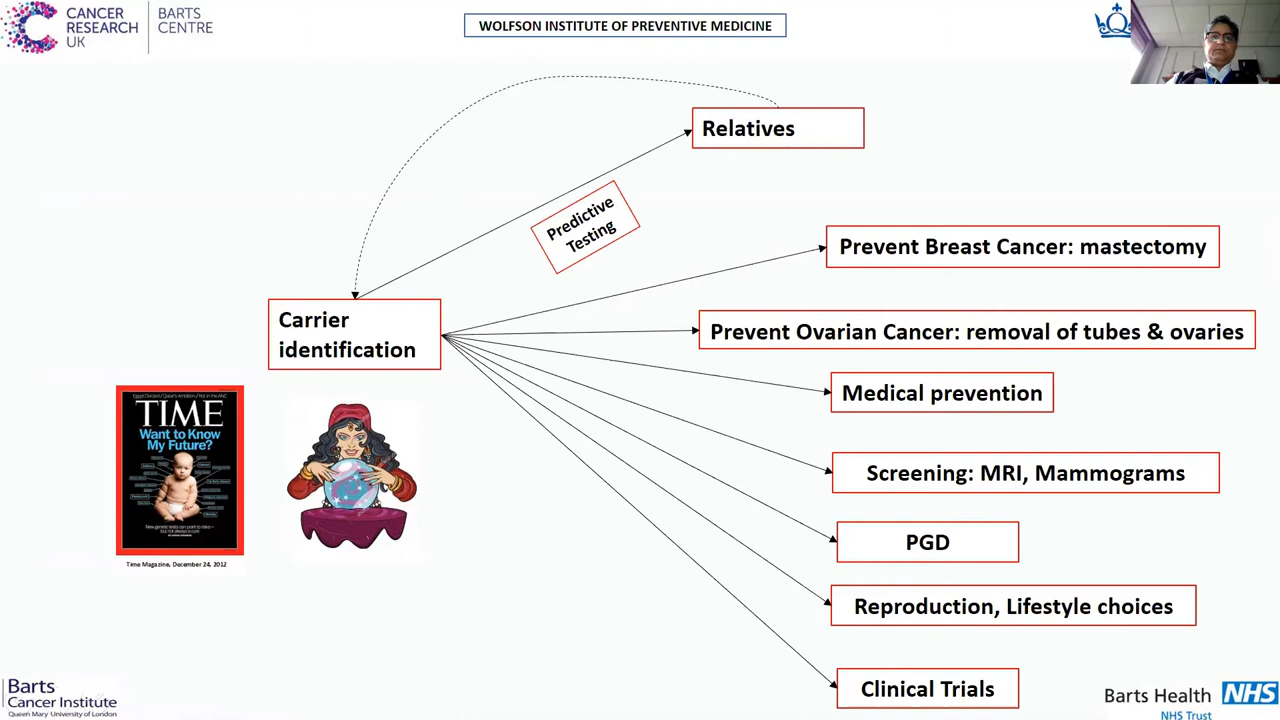 CANCER
RESEARCH
UK
BARTS
CENTRE
WOLFSON INSTITUTE OF PREVENTIVE MEDICINE
Relatives
Predictive
Testing
Prevent Breast Cancer: mastectomy
Carrier
identification
Prevent Ovarian Cancer: removal of tubes & ovaries
Medical prevention
TIME
Want to Know
My Future?
Screening: MRI, Mammograms
PGD
Time Magazine, December 24, 2012
Reproduction, Lifestyle choices
Clinical Trials
Barts
Cancer Institute
Queen Mary University of London
Barts Health NHS
NHS Trust